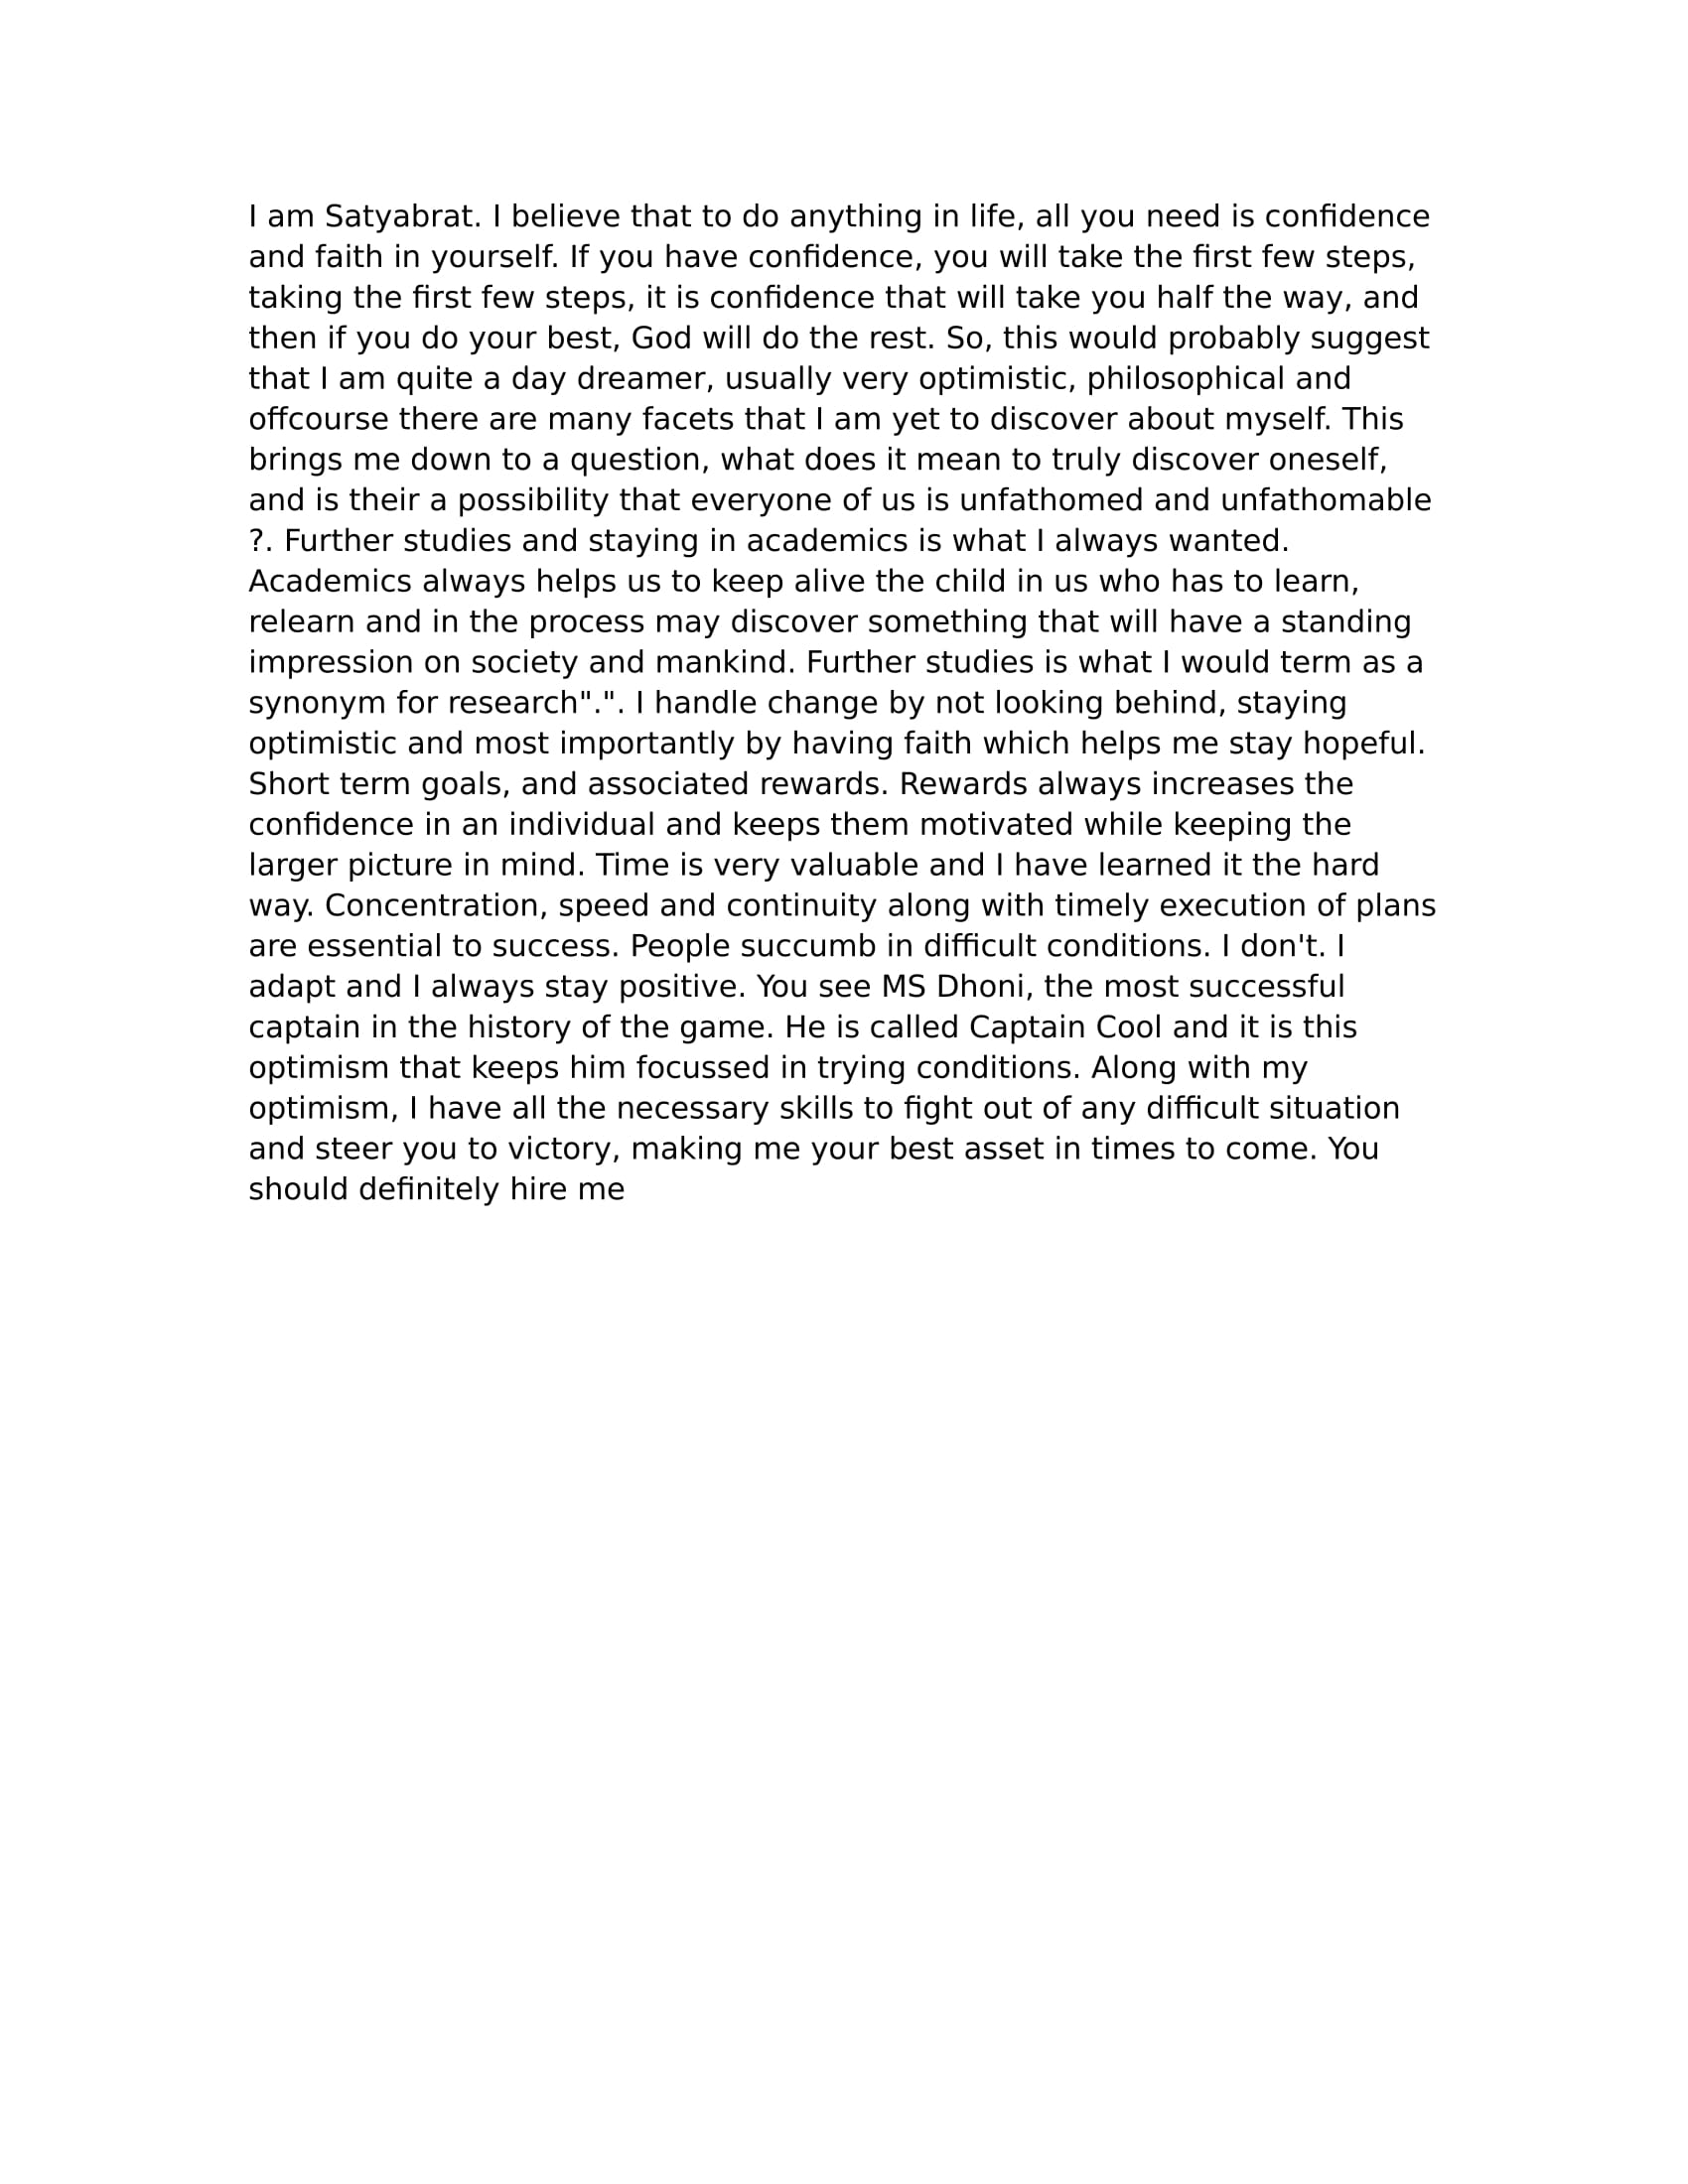 I am Satyabrat. I believe that to do anything in life, all you need is confidence
and faith in yourself. If you have confidence, you will take the first few steps,
taking the first few steps, it is confidence that will take you half the way, and
then if you do your best, God will do the rest. So, this would probably suggest
that I am quite a day dreamer, usually very optimistic, philosophical and
offcourse there are many facets that I am yet to discover about myself. This
brings me down to a question, what does it mean to truly discover oneself,
and is their a possibility that everyone of us is unfathomed and unfathomable
?. Further studies and staying in academics is what I always wanted.
Academics always helps us to keep alive the child in us who has to learn,
relearn and in the process may discover something that will have a standing
impression on society and mankind. Further studies is what I would term as a
synonym for research".". I handle change by not looking behind, staying
optimistic and most importantly by having faith which helps me stay hopeful.
Short term goals, and associated rewards. Rewards always increases the
confidence in an individual and keeps them motivated while keeping the
larger picture in mind. Time is very valuable and I have learned it the hard
way. Concentration, speed and continuity along with timely execution of plans
are essential to success. People succumb in difficult conditions. I don't. I
adapt and I always stay positive. You see MS Dhoni, the most successful
captain in the history of the game. He is called Captain Cool and it is this
optimism that keeps him focussed in trying conditions. Along with my
optimism, I have all the necessary skills to fight out of any difficult situation
and steer you to victory, making me your best asset in times to come. You
should definitely hire me